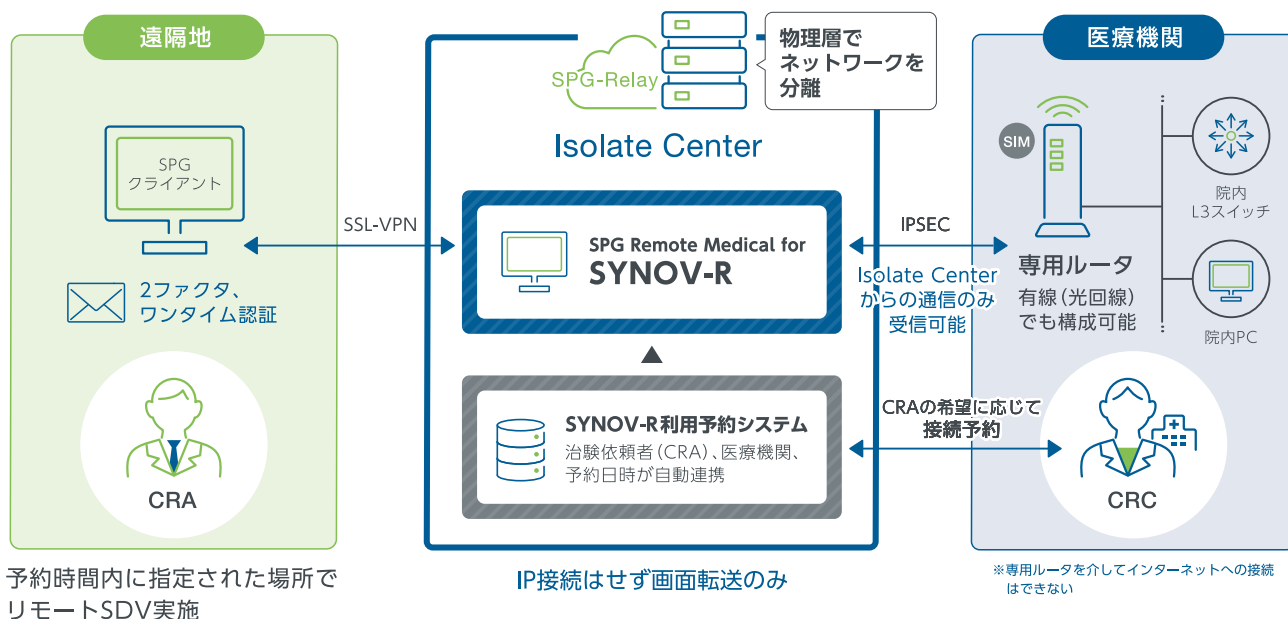 遠隔地
SPG
クライアント
2ファクタ、
ワンタイム認証
CRA
予約時間内に指定された場所で
リモートSDV実施
SSL-VPN
SPG-Relay
物理層で
ネットワークを
分離
Isolate Center
SPG Remote Medical for
SYNOV-R
SYNOV-R利用予約システム
治験依頼者(CRA)、医療機関、
予約日時が自動連携
IP接続はせず画面転送のみ
IPSEC
Isolate Center
からの通信のみ
受信可能
CRAの希望に応じて
接続予約
医療機関
SIM
専用ルータ
有線(光回線)
でも構成可能
院内
L3スイッチ
院内PC
CRC
※専用ルータを介してインターネットへの接続
はできない